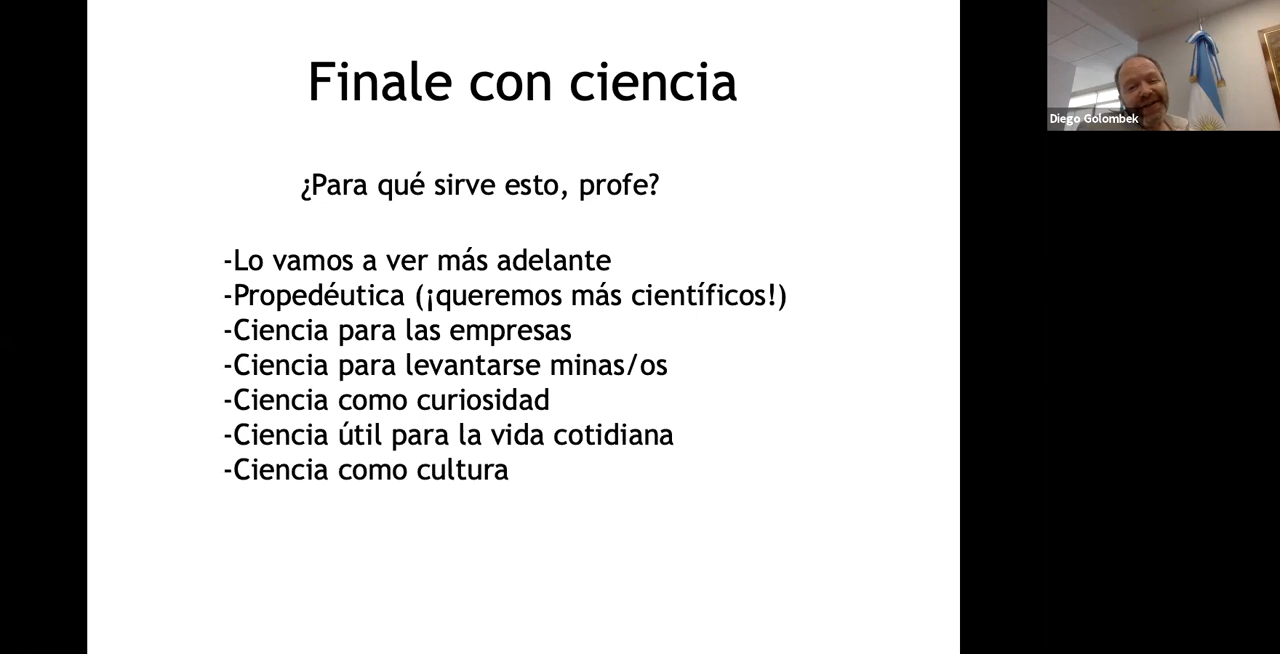 Finale con ciencia
¿Para qué sirve esto, profe?
-Lo vamos a ver más adelante
-Propedéutica (¡queremos más científicos!)
-Ciencia para las empresas
-Ciencia para levantarse minas/os
-Ciencia como curiosidad
-Ciencia útil para la vida cotidiana
-Ciencia como cultura
Diego Golombek